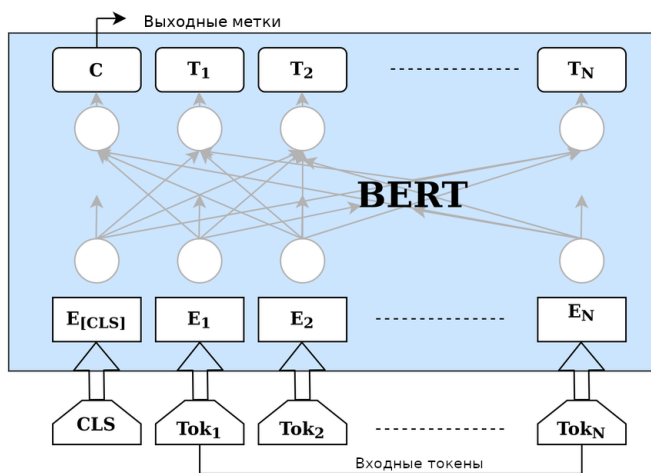 Выходные метки
C T1 T2 TN
BERT
E[CLS] E1 E2 EN
CLS Tok1 Tok2 TokN
Входные токены